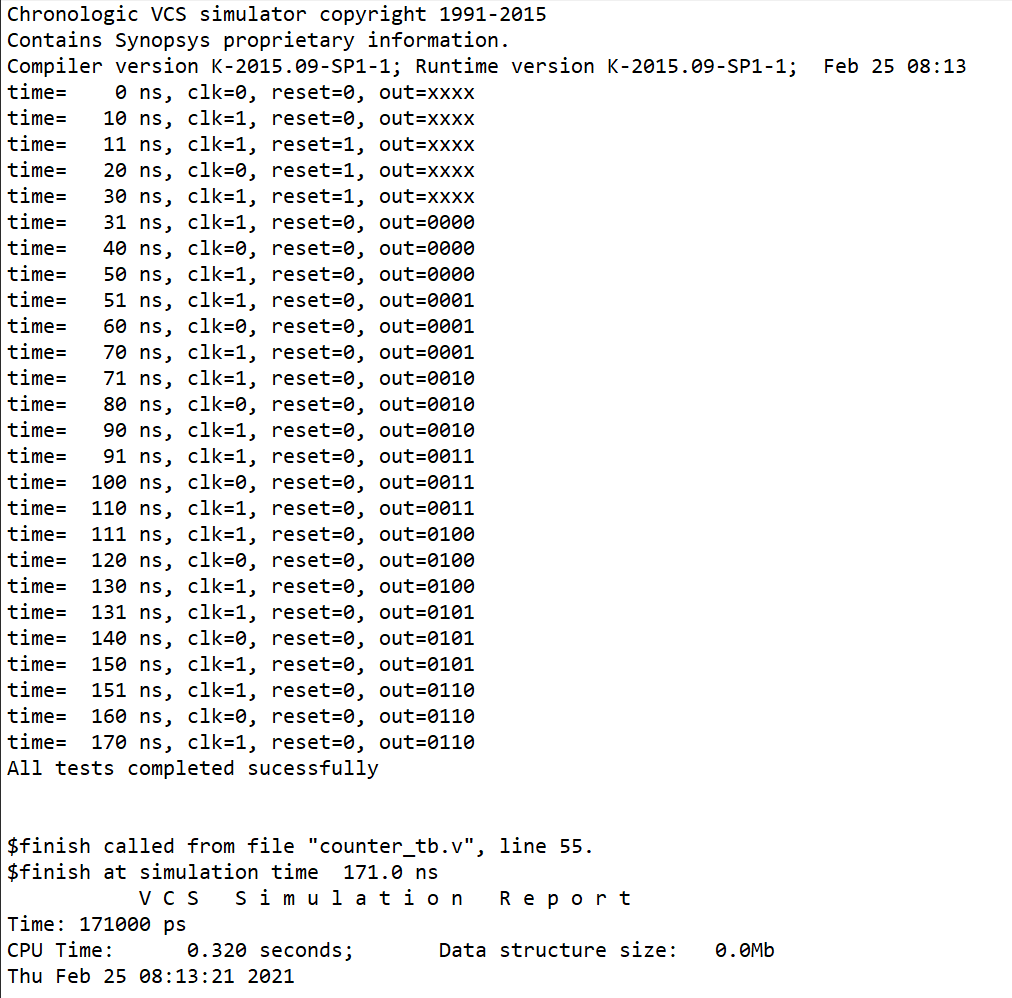 Chronologic VCS simulator copyright 1991-2015
Contains Synopsys proprietary information.
Compiler version K-2015.09-SP1-1; Runtime version K-2015.09-SP1-1;  Feb 25 08:13
time=    0 ns, clk=0, reset=0, out=xxxx
time=   10 ns, clk=1, reset=0, out=xxxx
time=   11 ns, clk=1, reset=1, out=xxxx
time=   20 ns, clk=0, reset=1, out=xxxx
time=   30 ns, clk=1, reset=1, out=xxxx
time=   31 ns, clk=1, reset=0, out=0000
time=   40 ns, clk=0, reset=0, out=0000
time=   50 ns, clk=1, reset=0, out=0000
time=   51 ns, clk=1, reset=0, out=0001
time=   60 ns, clk=0, reset=0, out=0001
time=   70 ns, clk=1, reset=0, out=0001
time=   71 ns, clk=1, reset=0, out=0010
time=   80 ns, clk=0, reset=0, out=0010
time=   90 ns, clk=1, reset=0, out=0010
time=   91 ns, clk=1, reset=0, out=0011
time=  100 ns, clk=0, reset=0, out=0011
time=  110 ns, clk=1, reset=0, out=0011
time=  111 ns, clk=1, reset=0, out=0100
time=  120 ns, clk=0, reset=0, out=0100
time=  130 ns, clk=1, reset=0, out=0100
time=  131 ns, clk=1, reset=0, out=0101
time=  140 ns, clk=0, reset=0, out=0101
time=  150 ns, clk=1, reset=0, out=0101
time=  151 ns, clk=1, reset=0, out=0110
time=  160 ns, clk=0, reset=0, out=0110
time=  170 ns, clk=1, reset=0, out=0110
All tests completed sucessfully
$finish called from file "counter_tb.v", line 55.
$finish at simulation time  171.0 ns
V C S   S i m u l a t i o n   R e p o r t
Time: 171000 ps
CPU Time:      0.320 seconds;       Data structure size:   0.0Mb
Thu Feb 25 08:13:21 2021